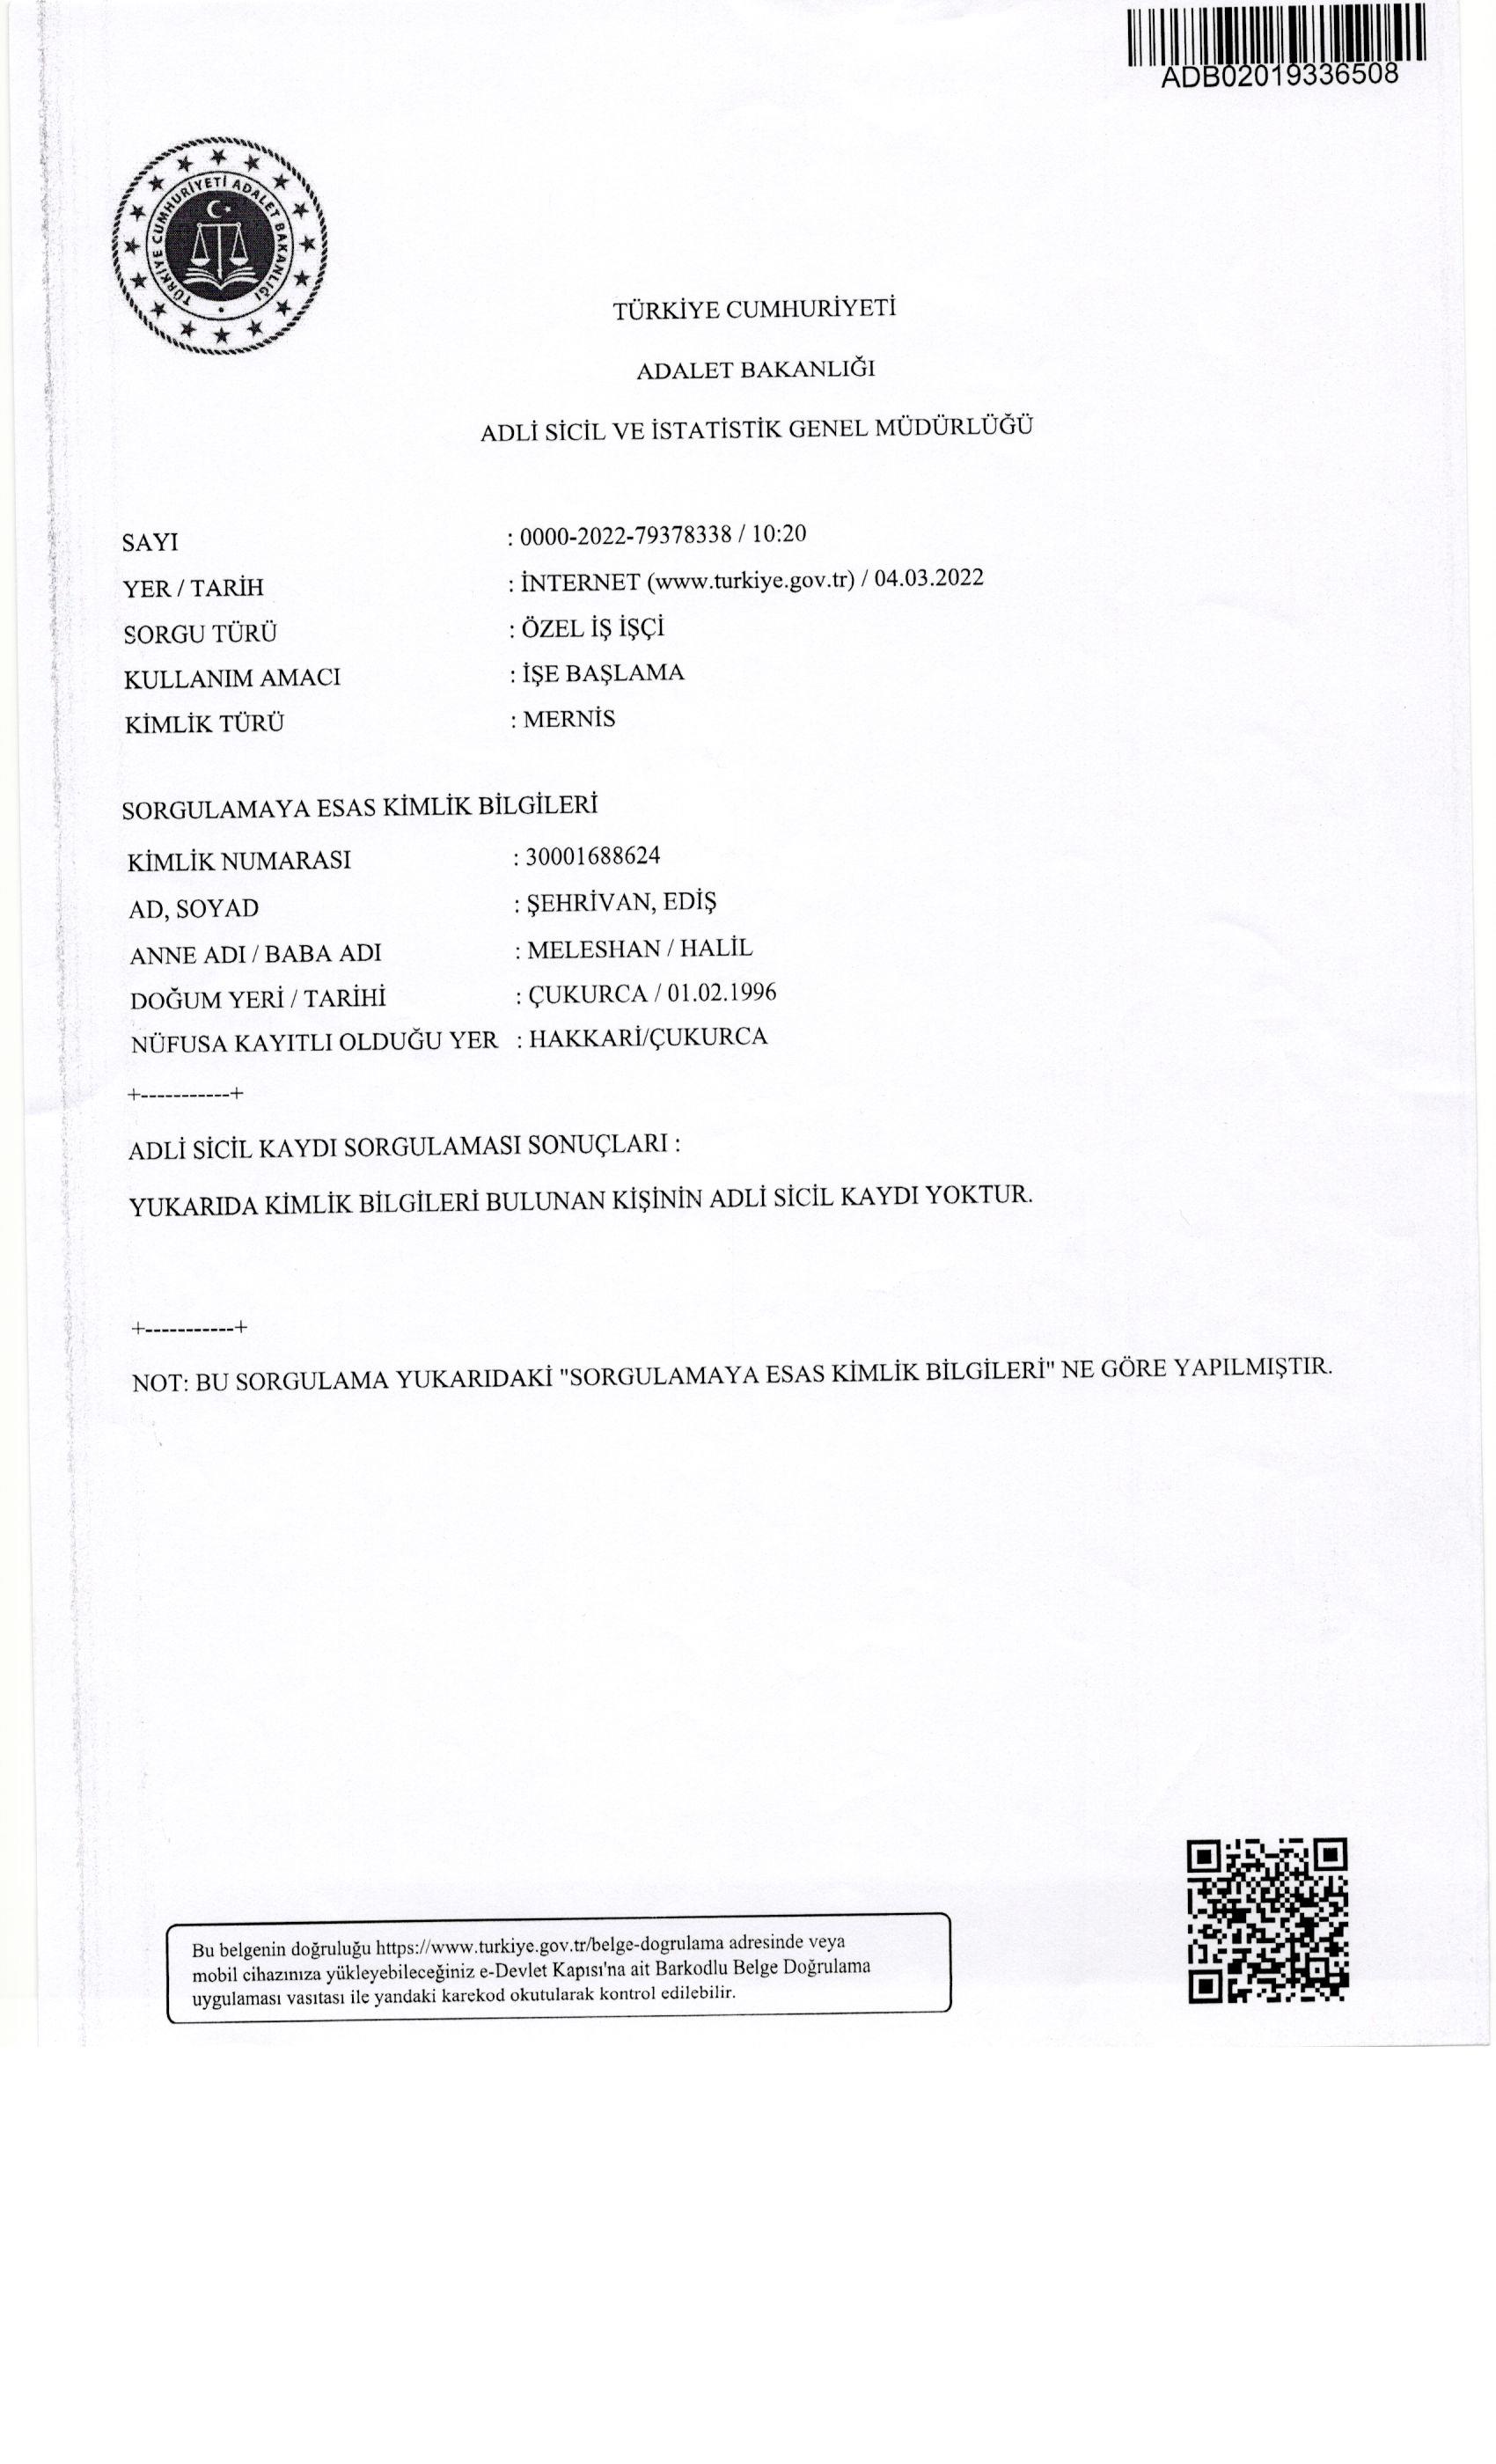 ADB02019336508
TÜRKİYE CUMHURİYETİ ADALET BAKANLIĞI
TÜRKİYE CUMHURİYETİ
ADALET BAKANLIĞI
ADLİ SİCİL VE İSTATİSTİK GENEL MÜDÜRLÜĞÜ
SAYI : 0000-2022-79378338 / 10:20
YER / TARİH : İNTERNET (www.turkiye.gov.tr) / 04.03.2022
SORGU TÜRÜ : ÖZEL İŞ İŞÇİ
KULLANIM AMACI : İŞE BAŞLAMA
KİMLİK TÜRÜ : MERNİS
SORGULAMAYA ESAS KİMLİK BİLGİLERİ
KİMLİK NUMARASI : 30001688624
AD, SOYAD : ŞEHRİVAN, EDİŞ
ANNE ADI / BABA ADI : MELESHAN / HALİL
DOĞUM YERİ / TARİHİ : ÇUKURCA / 01.02.1996
NÜFUSA KAYITLI OLDUĞU YER : HAKKARİ/ÇUKURCA
+-----------+
ADLİ SİCİL KAYDI SORGULAMASI SONUÇLARI :
YUKARIDA KİMLİK BİLGİLERİ BULUNAN KİŞİNİN ADLİ SİCİL KAYDI YOKTUR.
+-----------+
NOT: BU SORGULAMA YUKARIDAKİ "SORGULAMAYA ESAS KİMLİK BİLGİLERİ" NE GÖRE YAPILMIŞTIR.
Bu belgenin doğruluğu https://www.turkiye.gov.tr/belge-dogrulama adresinde veya
mobil cihazınıza yükleyebileceğiniz e-Devlet Kapısı'na ait Barkodlu Belge Doğrulama
uygulaması vasıtası ile yandaki karekod okutularak kontrol edilebilir.